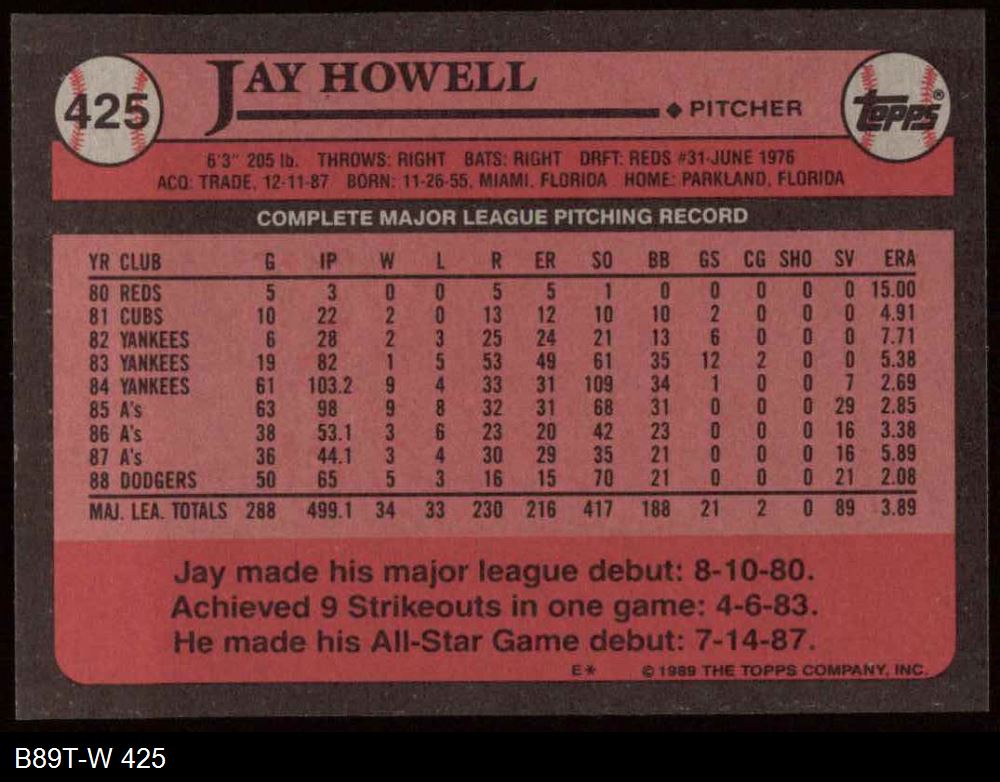 425
JAY HOWELL
◆ PITCHER
topps®
6'3" 205 lb. THROWS: RIGHT BATS: RIGHT DRFT: REDS #31-JUNE 1976
ACQ: TRADE, 12-11-87 BORN: 11-26-55, MIAMI, FLORIDA HOME: PARKLAND, FLORIDA
COMPLETE MAJOR LEAGUE PITCHING RECORD
YR CLUB G IP W L R ER SO BB GS CG SHO SV ERA
80 REDS 5 3 0 0 5 5 1 0 0 0 0 0 15.00
81 CUBS 10 22 2 0 13 12 10 10 2 0 0 0 4.91
82 YANKEES 6 28 2 3 25 24 21 13 6 0 0 0 7.71
83 YANKEES 19 82 1 5 53 49 61 35 12 2 0 0 5.38
84 YANKEES 61 103.2 9 4 33 31 109 34 1 0 0 7 2.69
85 A's 63 98 9 8 32 31 68 31 0 0 0 29 2.85
86 A's 38 53.1 3 6 23 20 42 23 0 0 0 16 3.38
87 A's 36 44.1 3 4 30 29 35 21 0 0 0 16 5.89
88 DODGERS 50 65 5 3 16 15 70 21 0 0 0 21 2.08
MAJ. LEA. TOTALS 288 499.1 34 33 230 216 417 188 21 2 0 89 3.89
Jay made his major league debut: 8-10-80.
Achieved 9 Strikeouts in one game: 4-6-83.
He made his All-Star Game debut: 7-14-87.
E* © 1989 THE TOPPS COMPANY, INC.
B89T-W 425